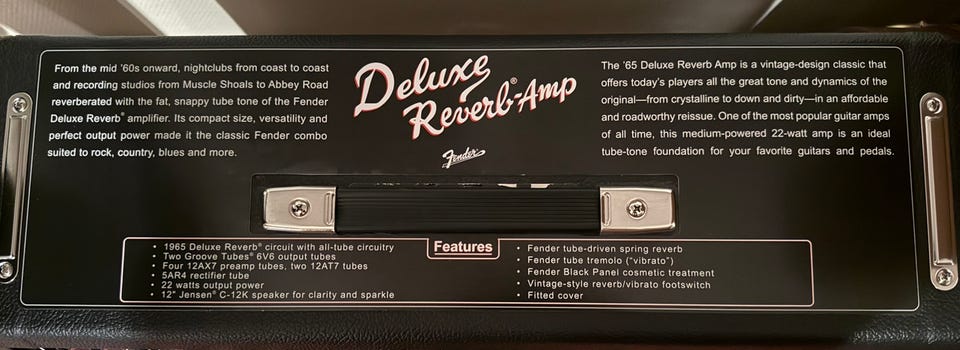 From the mid '60s onward, nightclubs from coast to coast
and recording studios from Muscle Shoals to Abbey Road
reverberated with the fat, snappy tube tone of the Fender
Deluxe Reverb® amplifier. Its compact size, versatility and
perfect output power made it the classic Fender combo
suited to rock, country, blues and more.
Deluxe
Reverb®-Amp
Fender
The '65 Deluxe Reverb Amp is a vintage-design classic that
offers today's players all the great tone and dynamics of the
original—from crystalline to down and dirty—in an affordable
and roadworthy reissue. One of the most popular guitar amps
of all time, this medium-powered 22-watt amp is an ideal
tube-tone foundation for your favorite guitars and pedals.
Features
• 1965 Deluxe Reverb® circuit with all-tube circuitry
• Two Groove Tubes® 6V6 output tubes
• Four 12AX7 preamp tubes, two 12AT7 tubes
• 5AR4 rectifier tube
• 22 watts output power
• 12" Jensen® C-12K speaker for clarity and sparkle
• Fender tube-driven spring reverb
• Fender tube tremolo ("vibrato")
• Fender Black Panel cosmetic treatment
• Vintage-style reverb/vibrato footswitch
• Fitted cover